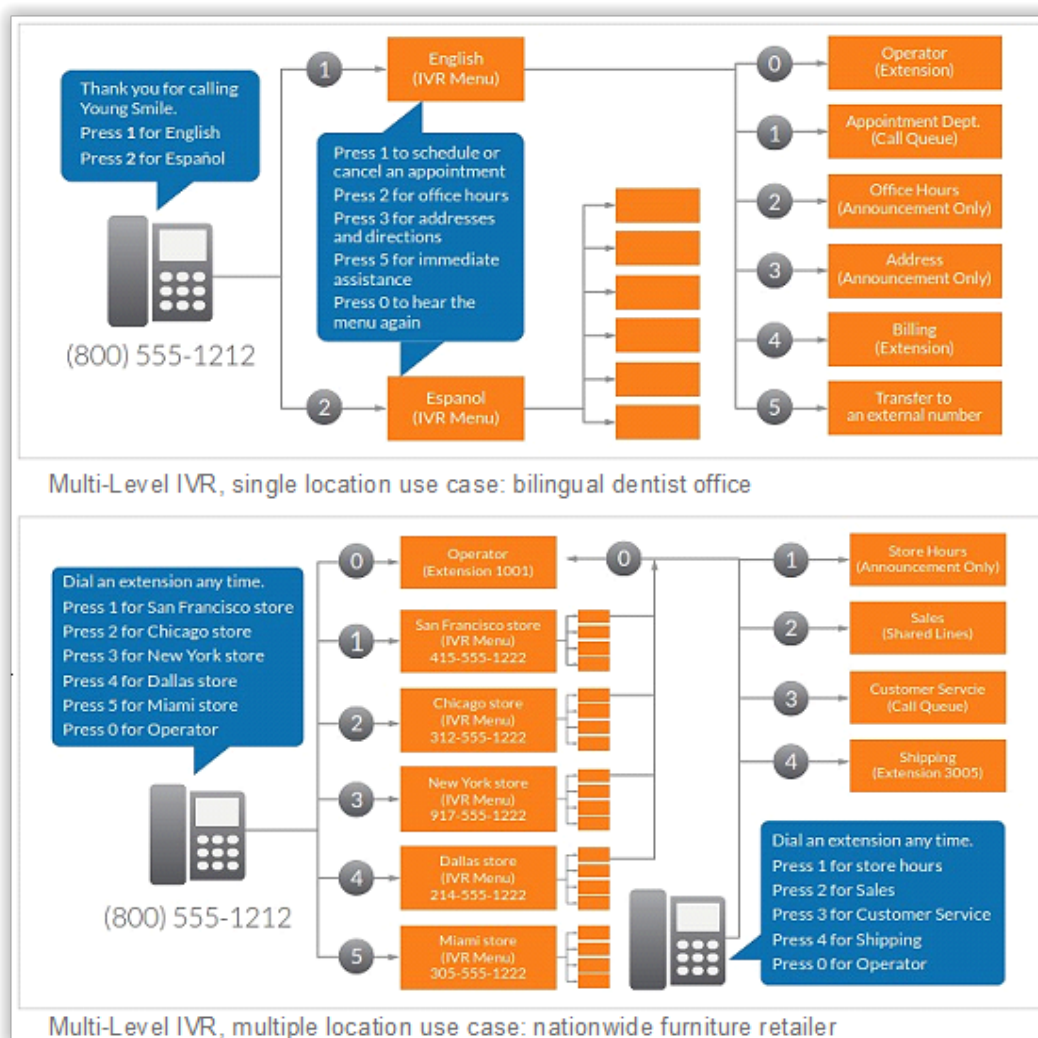 Thank you for calling
Young Smile.
Press 1 for English
Press 2 for Español
(800) 555-1212
1
English
(IVR Menu)
Press 1 to schedule or
cancel an appointment
Press 2 for office hours
Press 3 for addresses
and directions
Press 5 for immediate
assistance
Press 0 to hear the
menu again
2
Espanol
(IVR Menu)
0
Operator
(Extension)
1
Appointment Dept.
(Call Queue)
2
Office Hours
(Announcement Only)
3
Address
(Announcement Only)
4
Billing
(Extension)
5
Transfer to
an external number
Multi-Level IVR, single location use case: bilingual dentist office
Dial an extension any time.
Press 1 for San Francisco store
Press 2 for Chicago store
Press 3 for New York store
Press 4 for Dallas store
Press 5 for Miami store
Press 0 for Operator
(800) 555-1212
0
Operator
(Extension 1001)
1
San Francisco store
(IVR Menu)
415-555-1222
2
Chicago store
(IVR Menu)
312-555-1222
3
New York store
(IVR Menu)
917-555-1222
4
Dallas store
(IVR Menu)
214-555-1222
5
Miami store
(IVR Menu)
305-555-1222
0
1
Store Hours
(Announcement Only)
2
Sales
(Shared Lines)
3
Customer Servcie
(Call Queue)
4
Shipping
(Extension 3005)
Dial an extension any time.
Press 1 for store hours
Press 2 for Sales
Press 3 for Customer Service
Press 4 for Shipping
Press 0 for Operator
Multi-Level IVR, multiple location use case: nationwide furniture retailer